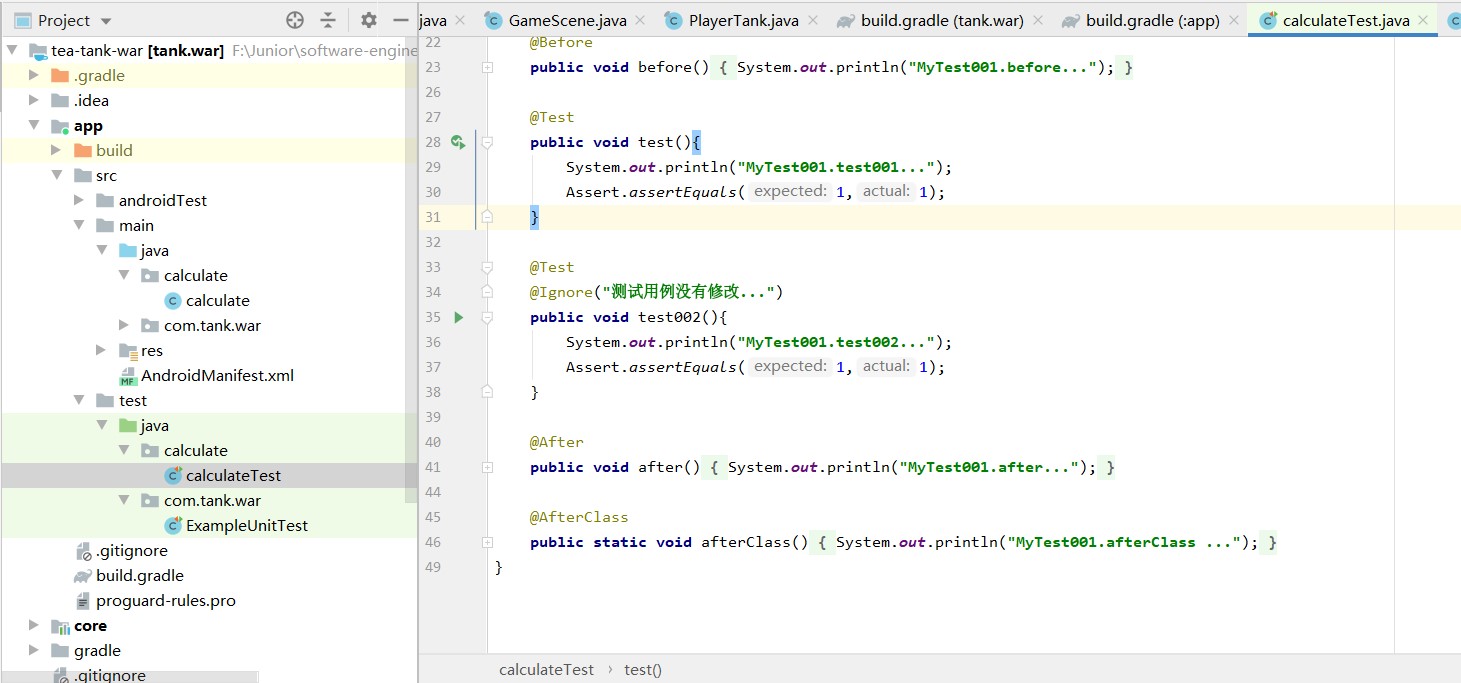 Project
java
GameScene.java
PlayerTank.java
build.gradle (tank.war)
build.gradle (:app)
calculateTest.java
tea-tank-war [tank.war] F:\Junior\software-engine
.gradle
.idea
app
build
src
androidTest
main
java
calculate
calculate
com.tank.war
res
AndroidManifest.xml
test
java
calculate
calculateTest
com.tank.war
ExampleUnitTest
.gitignore
build.gradle
proguard-rules.pro
core
gradle
.gitignore
22 @Before
23 public void before() { System.out.println("MyTest001.before..."); }
26
27 @Test
28 public void test(){
29 System.out.println("MyTest001.test001...");
30 Assert.assertEquals( expected: 1, actual: 1);
31 }
32
33 @Test
34 @Ignore("测试用例没有修改...")
35 public void test002(){
36 System.out.println("MyTest001.test002...");
37 Assert.assertEquals( expected: 1, actual: 1);
38 }
39
40 @After
41 public void after() { System.out.println("MyTest001.after..."); }
44
45 @AfterClass
46 public static void afterClass() { System.out.println("MyTest001.afterClass ..."); }
49 }
calculateTest › test()